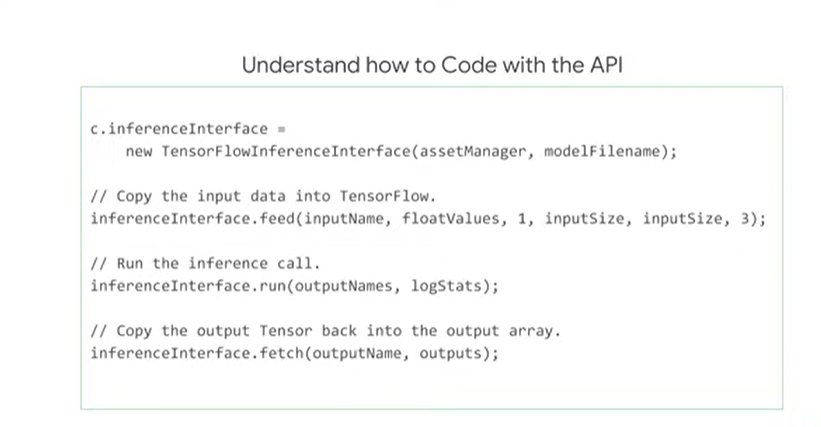 Understand how to Code with the API
c.inferenceInterface =
new TensorFlowInferenceInterface(assetManager, modelFilename);
// Copy the input data into TensorFlow.
inferenceInterface.feed(inputName, floatValues, 1, inputSize, inputSize, 3);
// Run the inference call.
inferenceInterface.run(outputNames, logStats);
// Copy the output Tensor back into the output array.
inferenceInterface.fetch(outputName, outputs);